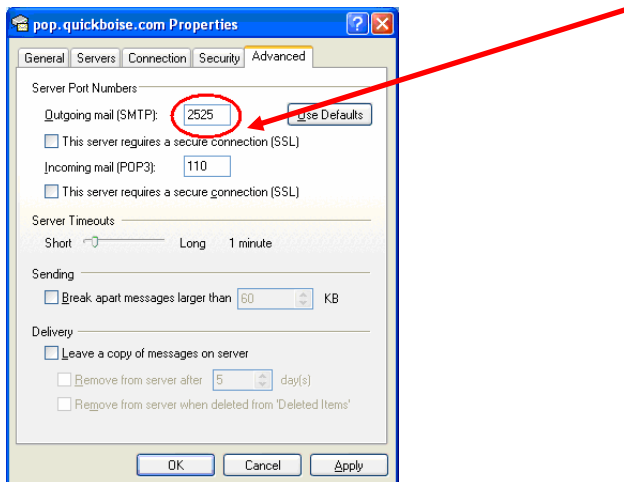 pop.quickboise.com Properties
General Servers Connection Security Advanced
Server Port Numbers
Outgoing mail (SMTP): 2525 Use Defaults
This server requires a secure connection (SSL)
Incoming mail (POP3): 110
This server requires a secure connection (SSL)
Server Timeouts
Short Long 1 minute
Sending
Break apart messages larger than 60 KB
Delivery
Leave a copy of messages on server
Remove from server after 5 day(s)
Remove from server when deleted from 'Deleted Items'
OK Cancel Apply